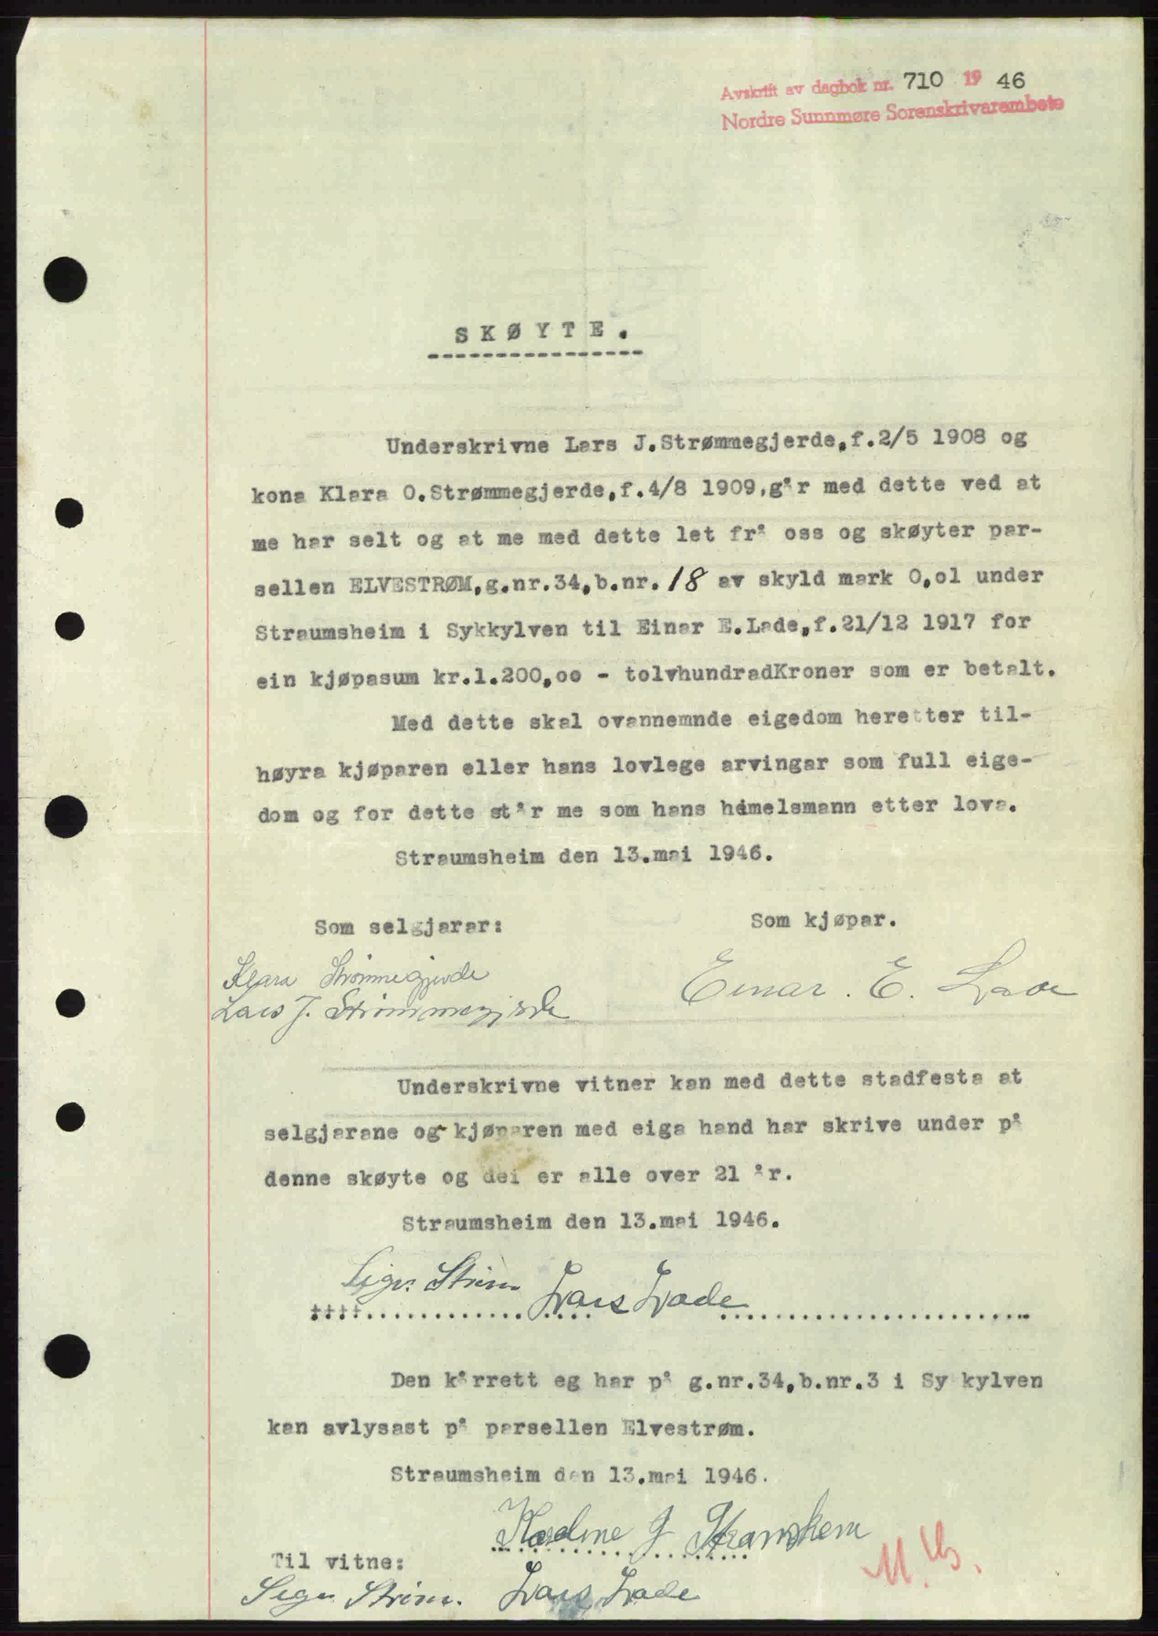 Avskrift av dagbok nr. 710 1946
Nordre Sunnmøre Sorenskrivarembete
SKØYTE.
Underskrivne Lars J.Strømmegjerde,f.2/5 1908 og
kona Klara O.Strømmegjerde,f.4/8 1909,går med dette ved at
me har selt og at me med dette let frå oss og skøyter par-
sellen ELVESTRØM,g.nr.34,b.nr. 18 av skyld mark 0,01 under
Straumsheim i Sykkylven til Einar E.Lade,f.21/12 1917 for
ein kjøpasum kr.1.200,00 - tolvhundradKroner som er betalt.
Med dette skal ovannemnde eigedom heretter til-
høyra kjøparen eller hans lovlege arvingar som full eige-
dom og for dette står me som hans heimelsmann etter lova.
Straumsheim den 13.mai 1946.
Som selgjarar: Som kjøpar.
Klara Strømmegjerde
Lars J. Strømmegjerde Einar. E. Lade
Underskrivne vitner kan med dette stadfesta at
selgjarane og kjøparen med eiga hand har skrive under på
denne skøyte og dei er alle over 21 år.
Straumsheim den 13.mai 1946.
Sigv. Strøm Lars Lade
Den kårrett eg har på g.nr.34,b.nr.3 i Sykkylven
kan avlysast på parsellen Elvestrøm.
Straumsheim den 13.mai 1946.
J
Til vitne:
Sigv Strøm. Lars Lade